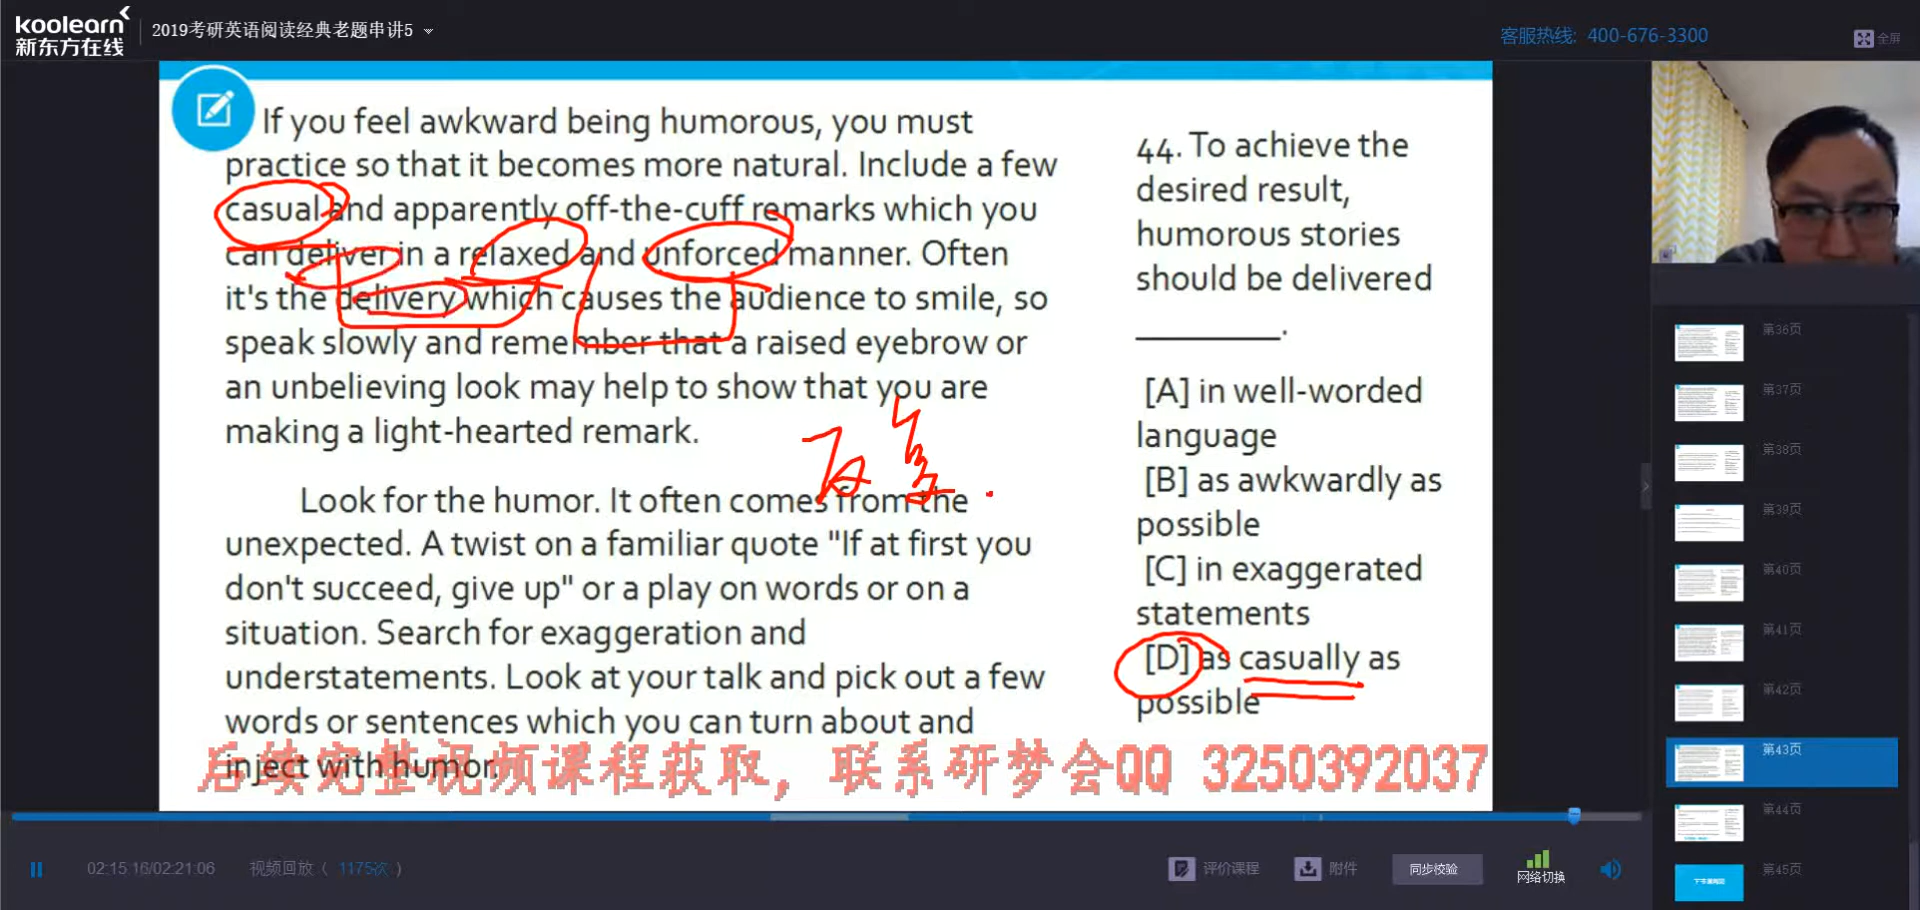 koolearn
新东方在线
2019考研英语阅读经典老题串讲5
客服热线: 400-676-3300
全屏
If you feel awkward being humorous, you must
practice so that it becomes more natural. Include a few
casual and apparently off-the-cuff remarks which you
can deliver in a relaxed and unforced manner. Often
it's the delivery which causes the audience to smile, so
speak slowly and remember that a raised eyebrow or
an unbelieving look may help to show that you are
making a light-hearted remark.
Look for the humor. It often comes from the
unexpected. A twist on a familiar quote "If at first you
don't succeed, give up" or a play on words or on a
situation. Search for exaggeration and
understatements. Look at your talk and pick out a few
words or sentences which you can turn about and
inject with humor.
44. To achieve the
desired result,
humorous stories
should be delivered
________.
[A] in well-worded
language
[B] as awkwardly as
possible
[C] in exaggerated
statements
[D] as casually as
possible
后续完整视频课程获取，联系研梦会QQ 3250392037
第36页
第37页
第38页
第39页
第40页
第41页
第42页
第43页
第44页
第45页
02:15:16/02:21:06
视频回放（ 1175次 ）
评价课程
附件
同步校验
网络切换